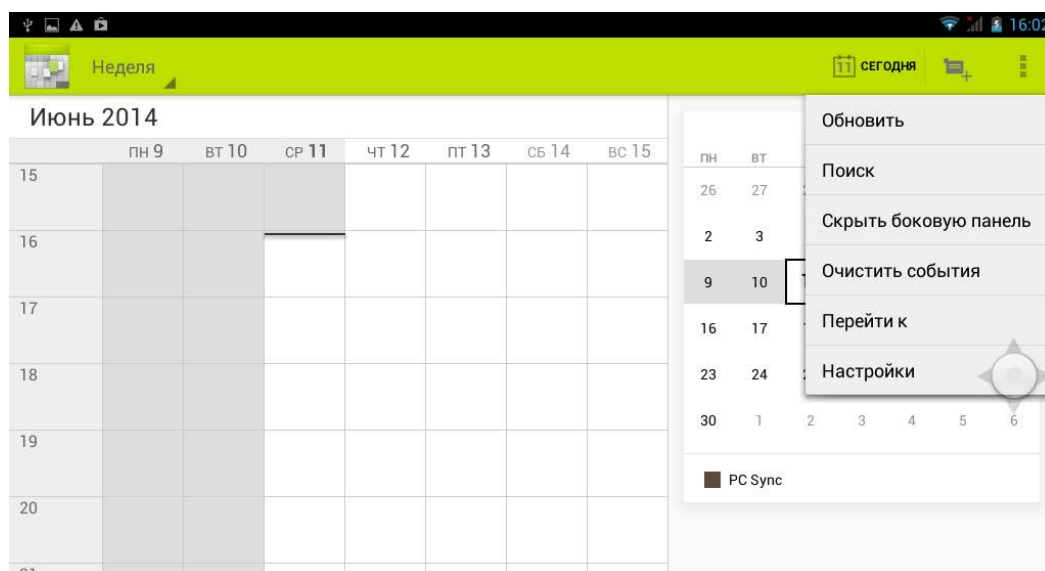 16:02
Неделя
11 СЕГОДНЯ
Июнь 2014
ПН 9 ВТ 10 СР 11 ЧТ 12 ПТ 13 СБ 14 ВС 15
15
16
17
18
19
20
Обновить
Поиск
Скрыть боковую панель
Очистить события
Перейти к
Настройки
ПН ВТ
26 27
2 3
9 10
16 17
23 24
30 1 2 3 4 5 6
PC Sync